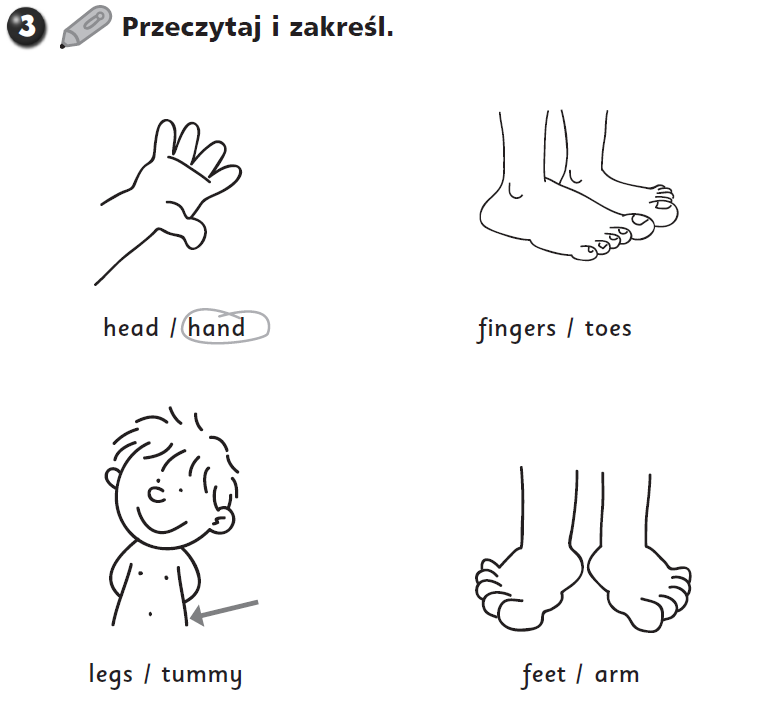 3 Przeczytaj i zakreśl.
head / hand
fingers / toes
legs / tummy
feet / arm